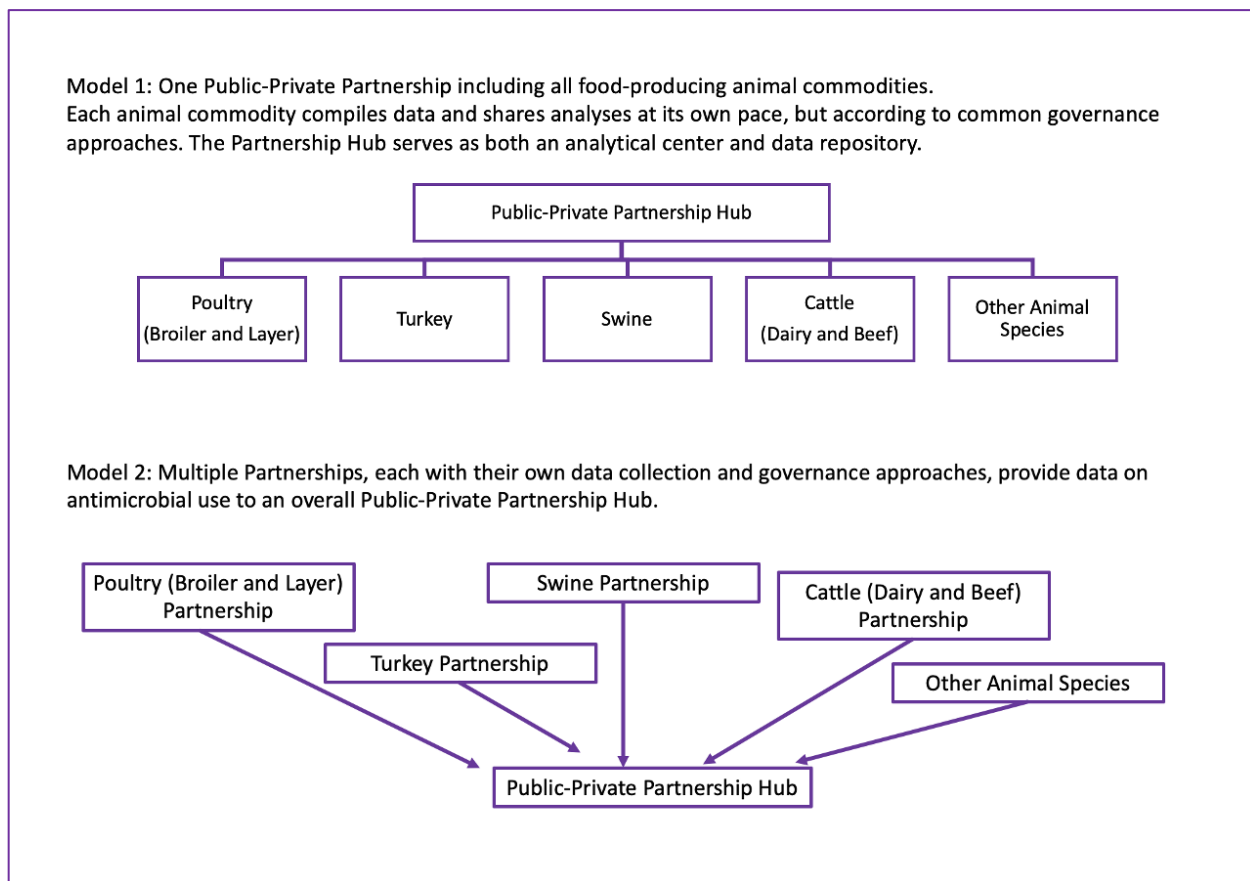 Model 1: One Public-Private Partnership including all food-producing animal commodities.
Each animal commodity compiles data and shares analyses at its own pace, but according to common governance
approaches. The Partnership Hub serves as both an analytical center and data repository.
Public-Private Partnership Hub
Poultry
(Broiler and Layer)
Turkey
Swine
Cattle
(Dairy and Beef)
Other Animal
Species
Model 2: Multiple Partnerships, each with their own data collection and governance approaches, provide data on
antimicrobial use to an overall Public-Private Partnership Hub.
Poultry (Broiler and Layer)
Partnership
Swine Partnership
Cattle (Dairy and Beef)
Partnership
Turkey Partnership
Other Animal Species
Public-Private Partnership Hub